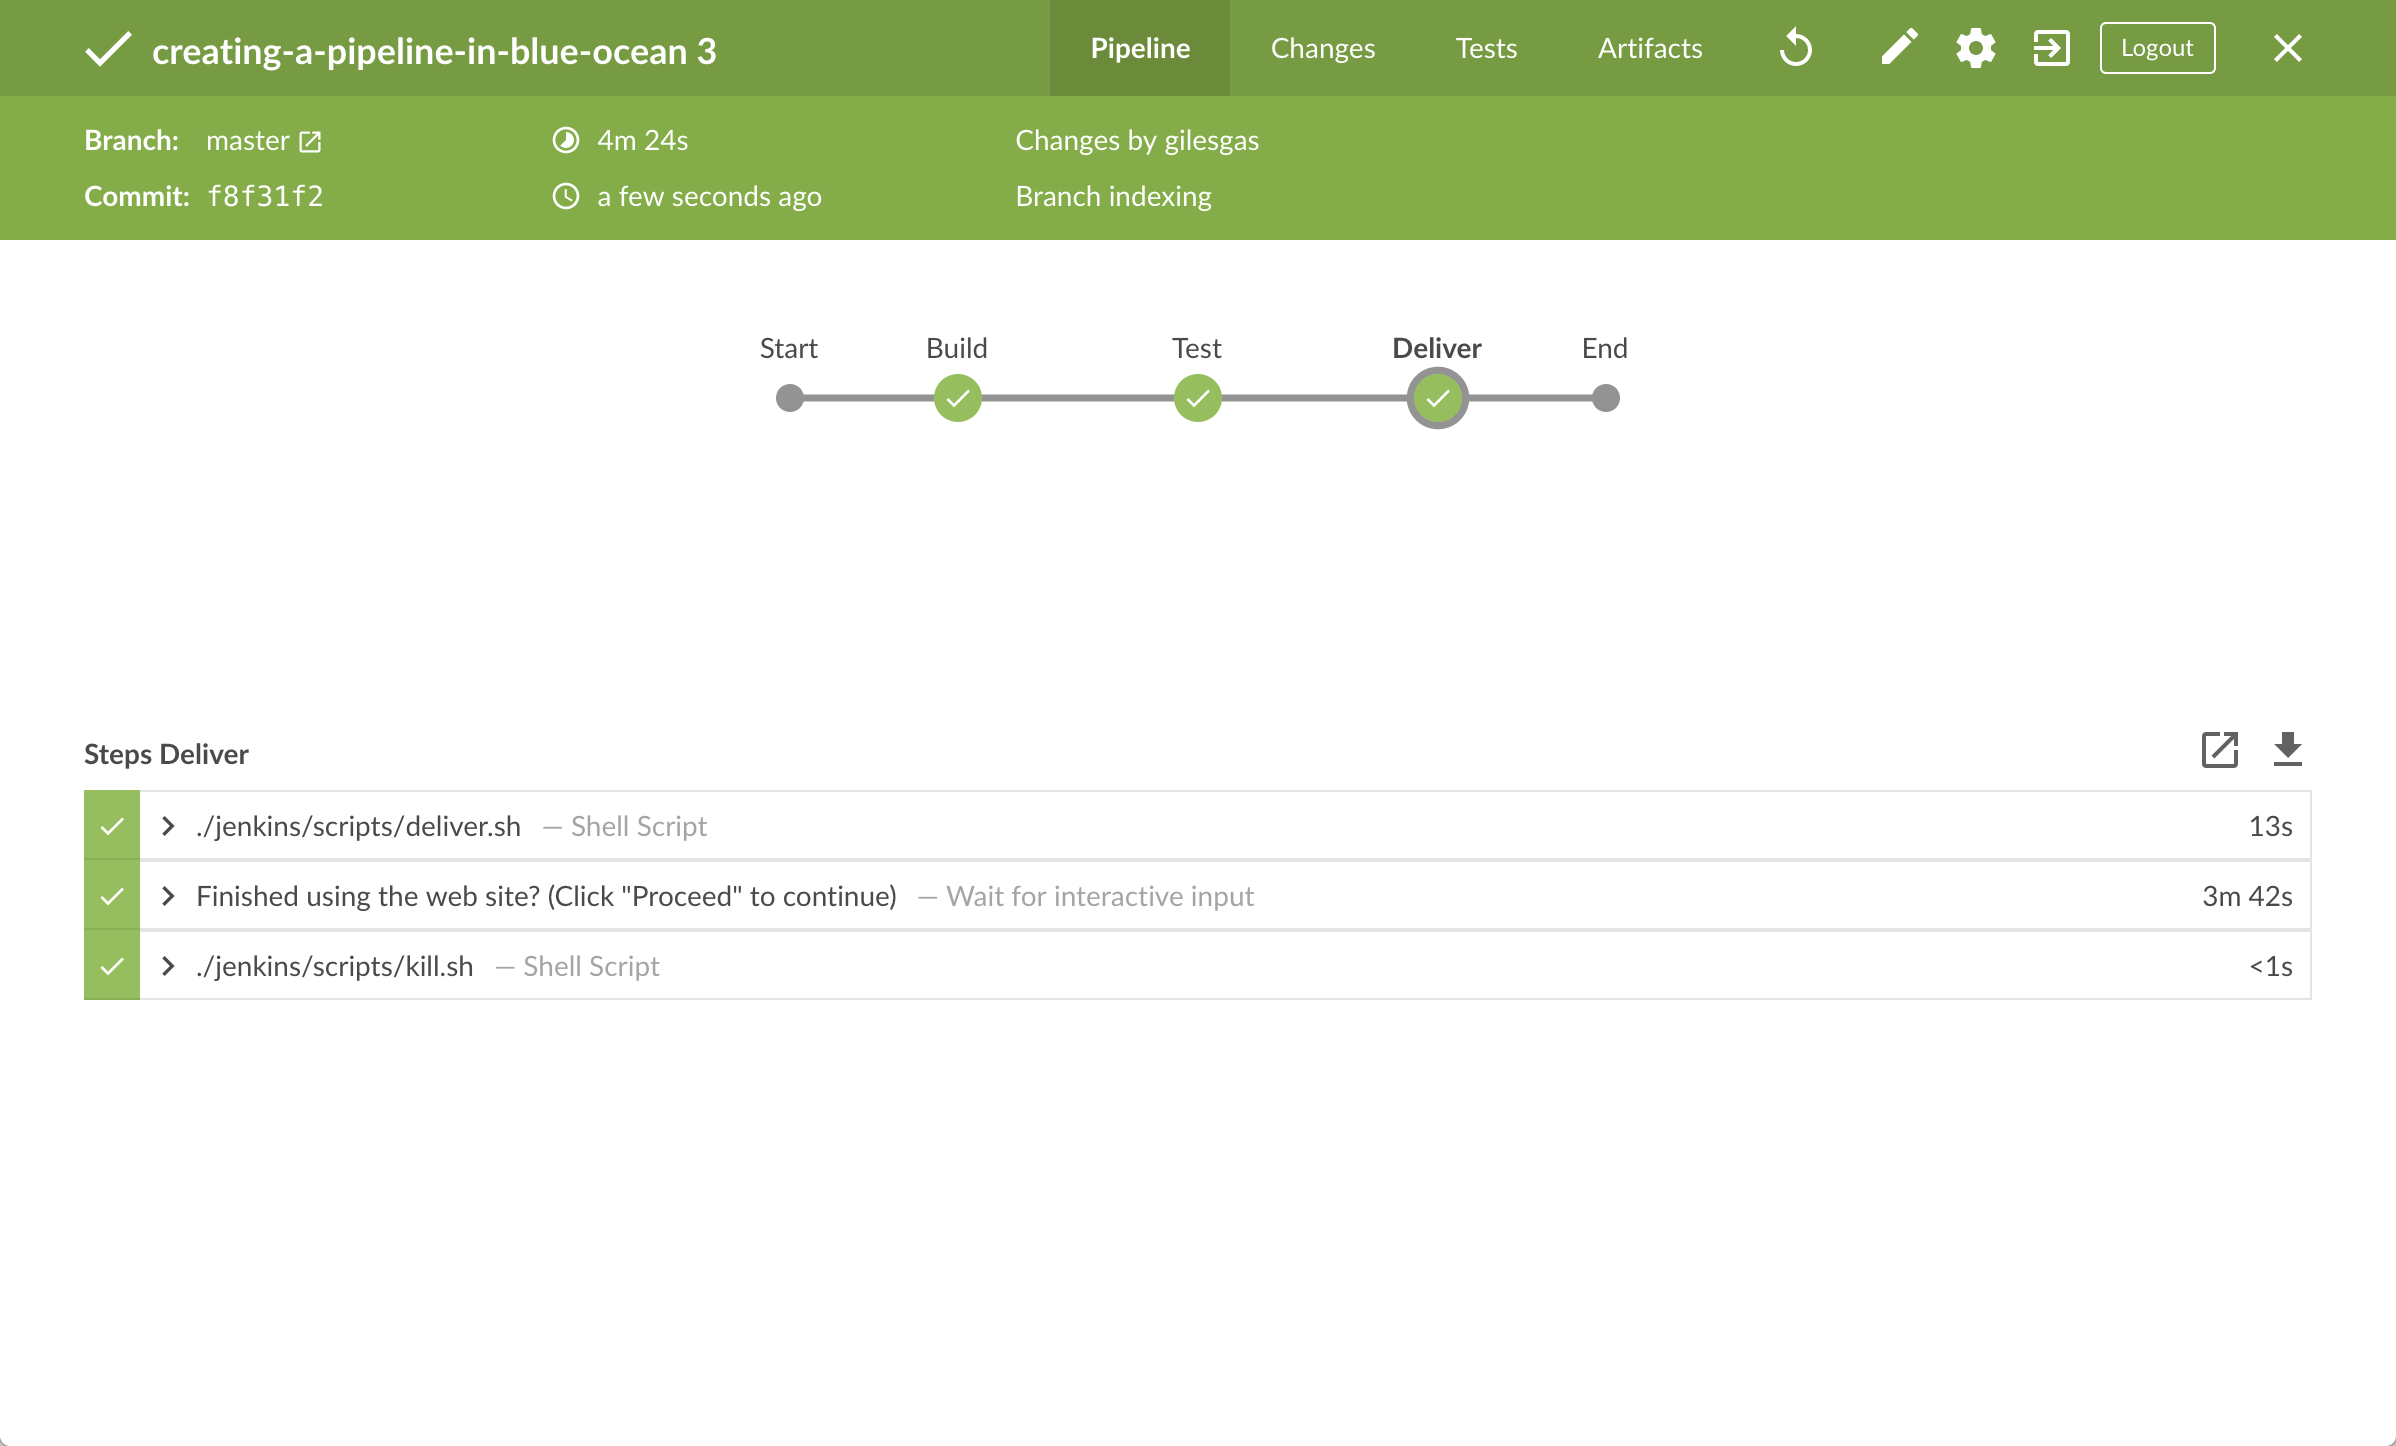 creating-a-pipeline-in-blue-ocean 3
Pipeline
Changes
Tests
Artifacts
Logout
Branch: master
4m 24s
Changes by gilesgas
Commit: f8f31f2
a few seconds ago
Branch indexing
Start
Build
Test
Deliver
End
Steps Deliver
./jenkins/scripts/deliver.sh — Shell Script
13s
Finished using the web site? (Click "Proceed" to continue) — Wait for interactive input
3m 42s
./jenkins/scripts/kill.sh — Shell Script
<1s